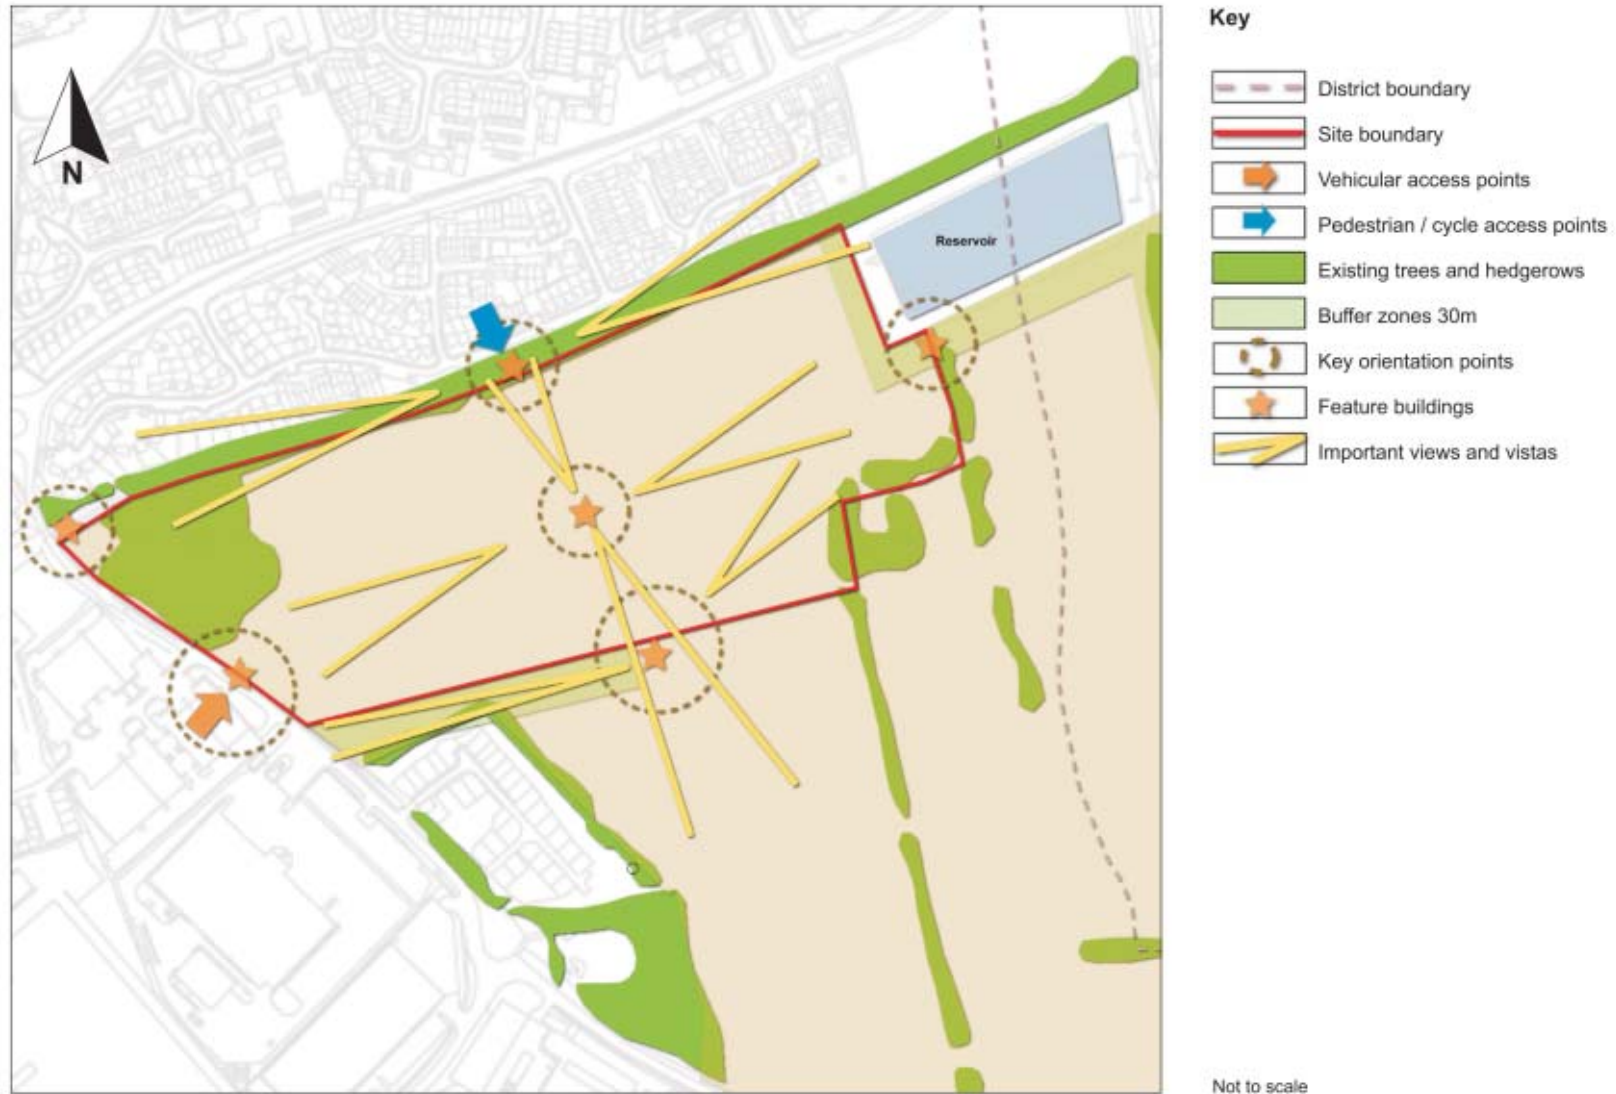 Key
District boundary
Site boundary
Vehicular access points
Pedestrian / cycle access points
Existing trees and hedgerows
Buffer zones 30m
Key orientation points
Feature buildings
Important views and vistas
N
Reservoir
Not to scale